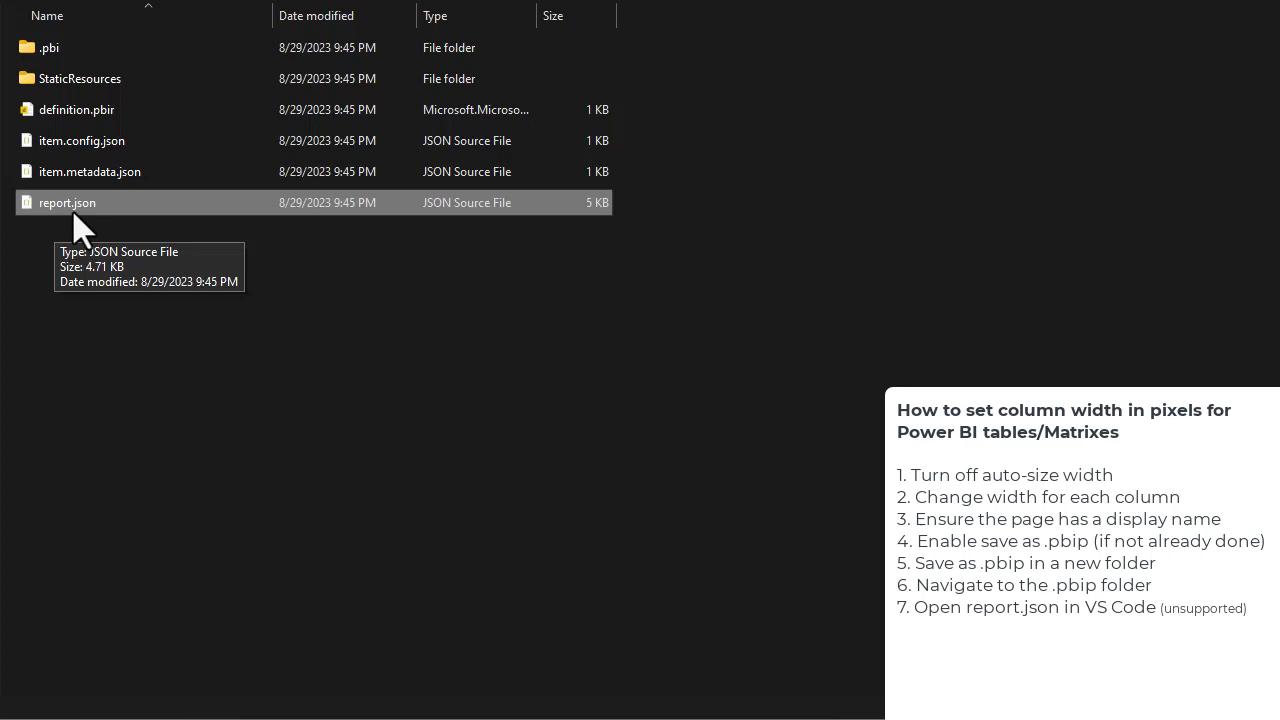 Name Date modified Type Size
.pbi 8/29/2023 9:45 PM File folder
StaticResources 8/29/2023 9:45 PM File folder
definition.pbir 8/29/2023 9:45 PM Microsoft.Microso... 1 KB
item.config.json 8/29/2023 9:45 PM JSON Source File 1 KB
item.metadata.json 8/29/2023 9:45 PM JSON Source File 1 KB
report.json 8/29/2023 9:45 PM JSON Source File 5 KB
Type: JSON Source File
Size: 4.71 KB
Date modified: 8/29/2023 9:45 PM
How to set column width in pixels for
Power BI tables/Matrixes
1. Turn off auto-size width
2. Change width for each column
3. Ensure the page has a display name
4. Enable save as .pbip (if not already done)
5. Save as .pbip in a new folder
6. Navigate to the .pbip folder
7. Open report.json in VS Code (unsupported)